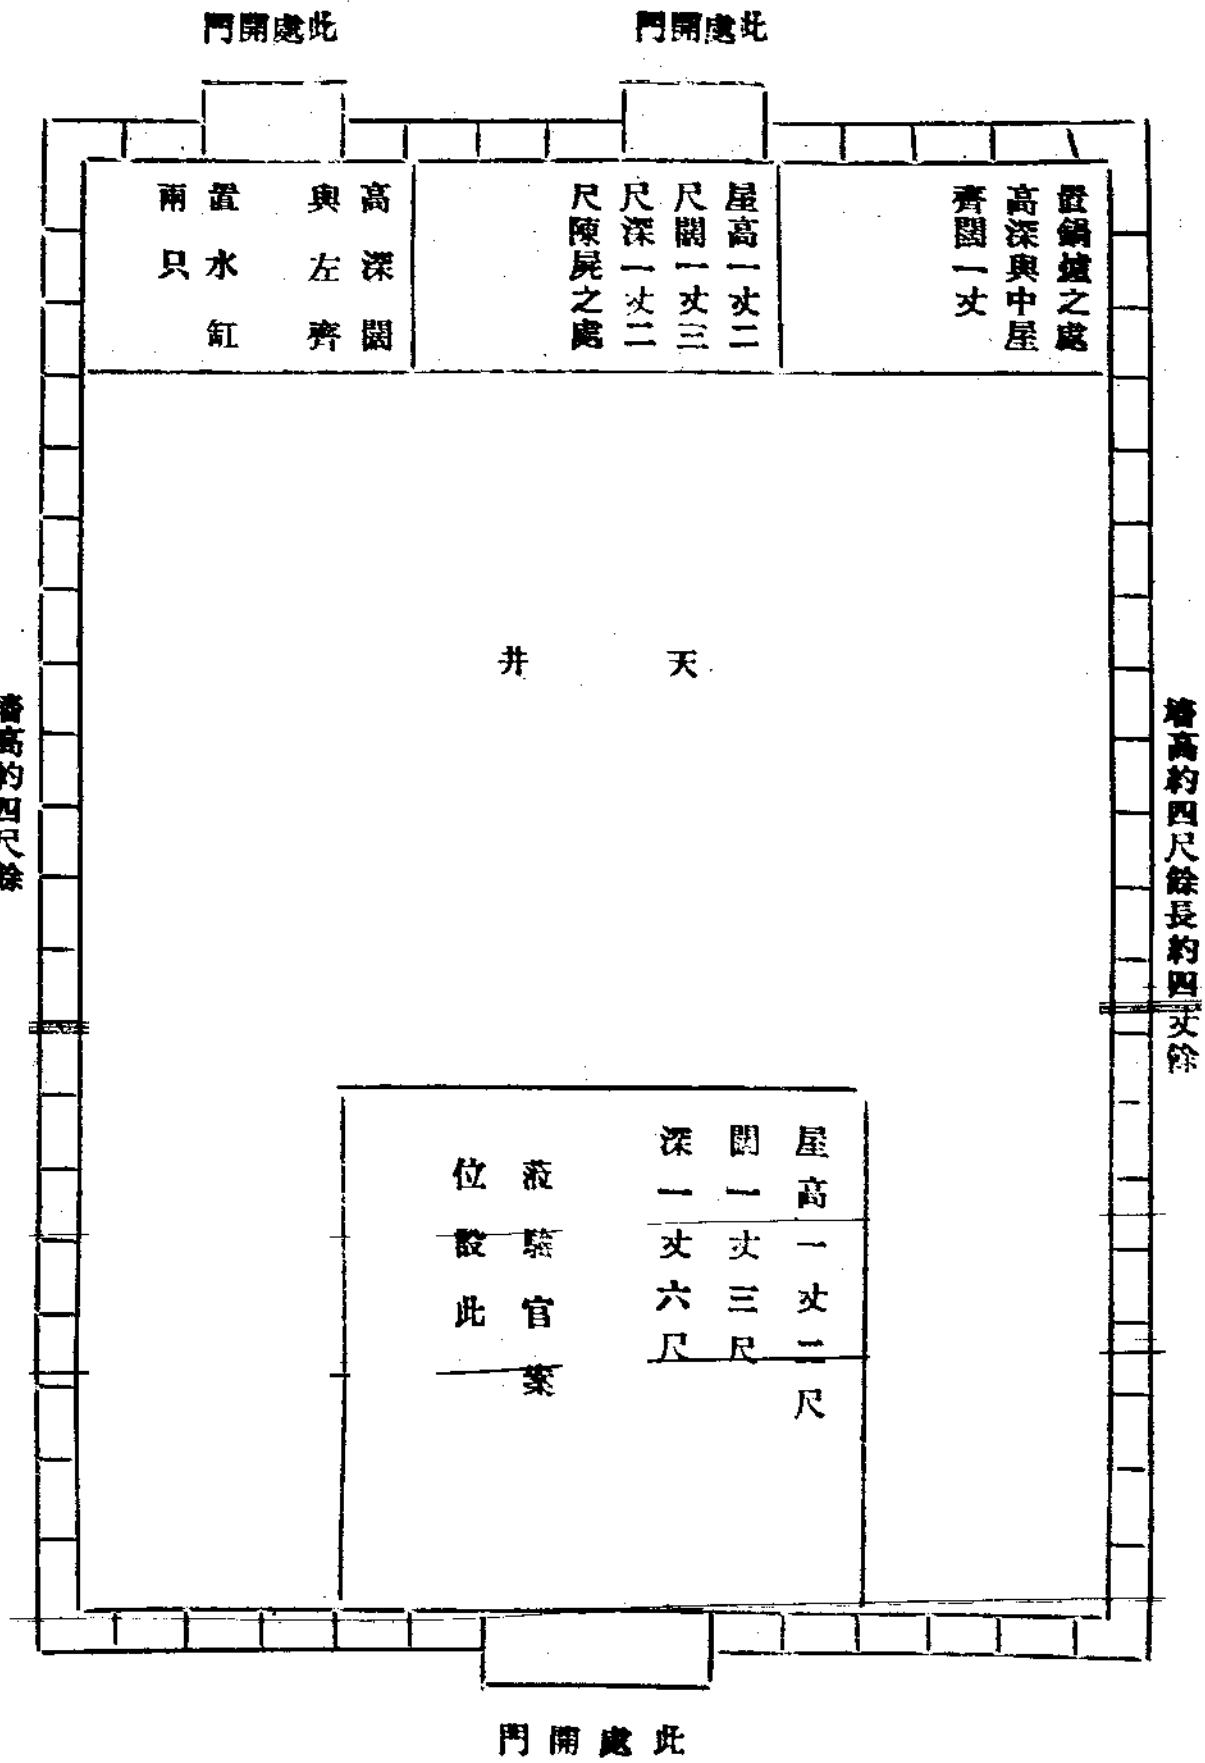 此處開門
此處開門
置鍋爐之處
高深與中屋
齊闊一丈
屋高一丈二
尺闊一丈三
尺深一丈二
尺陳屍之處
高深闊
與左齊
置水缸
兩只
天井
墻高約四尺餘長約四丈餘
墻高約四尺餘
屋高一丈二尺
闊一丈三尺
深一丈六尺
蒞驗官案
位設此
此處開門